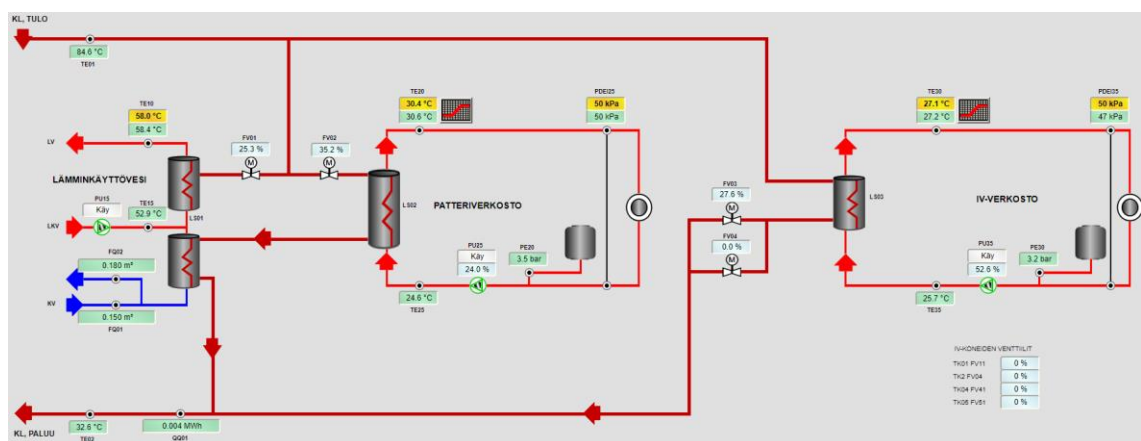 KL, TULO
84.6 °C
TE01
TE10
58.0 °C
58.4 °C
LV
LÄMMINKÄYTTÖVESI
PU15
Käy
TE15
52.9 °C
LS01
LKV
FQ02
0.180 m³
KV
0.150 m³
FQ01
FV01
25.3 %
FV02
35.2 %
TE20
30.4 °C
30.6 °C
PDEI25
50 kPa
50 kPa
LS02
PATTERIVERKOSTO
PU25
Käy
24.0 %
PE20
3.5 bar
24.6 °C
TE25
FV03
27.6 %
FV04
0.0 %
TE30
27.1 °C
27.2 °C
PDEI35
50 kPa
47 kPa
LS03
IV-VERKOSTO
PU35
Käy
52.6 %
PE30
3.2 bar
25.7 °C
TE35
IV-KONEIDEN VENTTIILIT
TK01 FV11 0 %
TK2 FV04 0 %
TK04 FV41 0 %
TK05 FV51 0 %
KL, PALUU
32.6 °C
TE02
0.004 MWh
QQ01
M
M
M
M